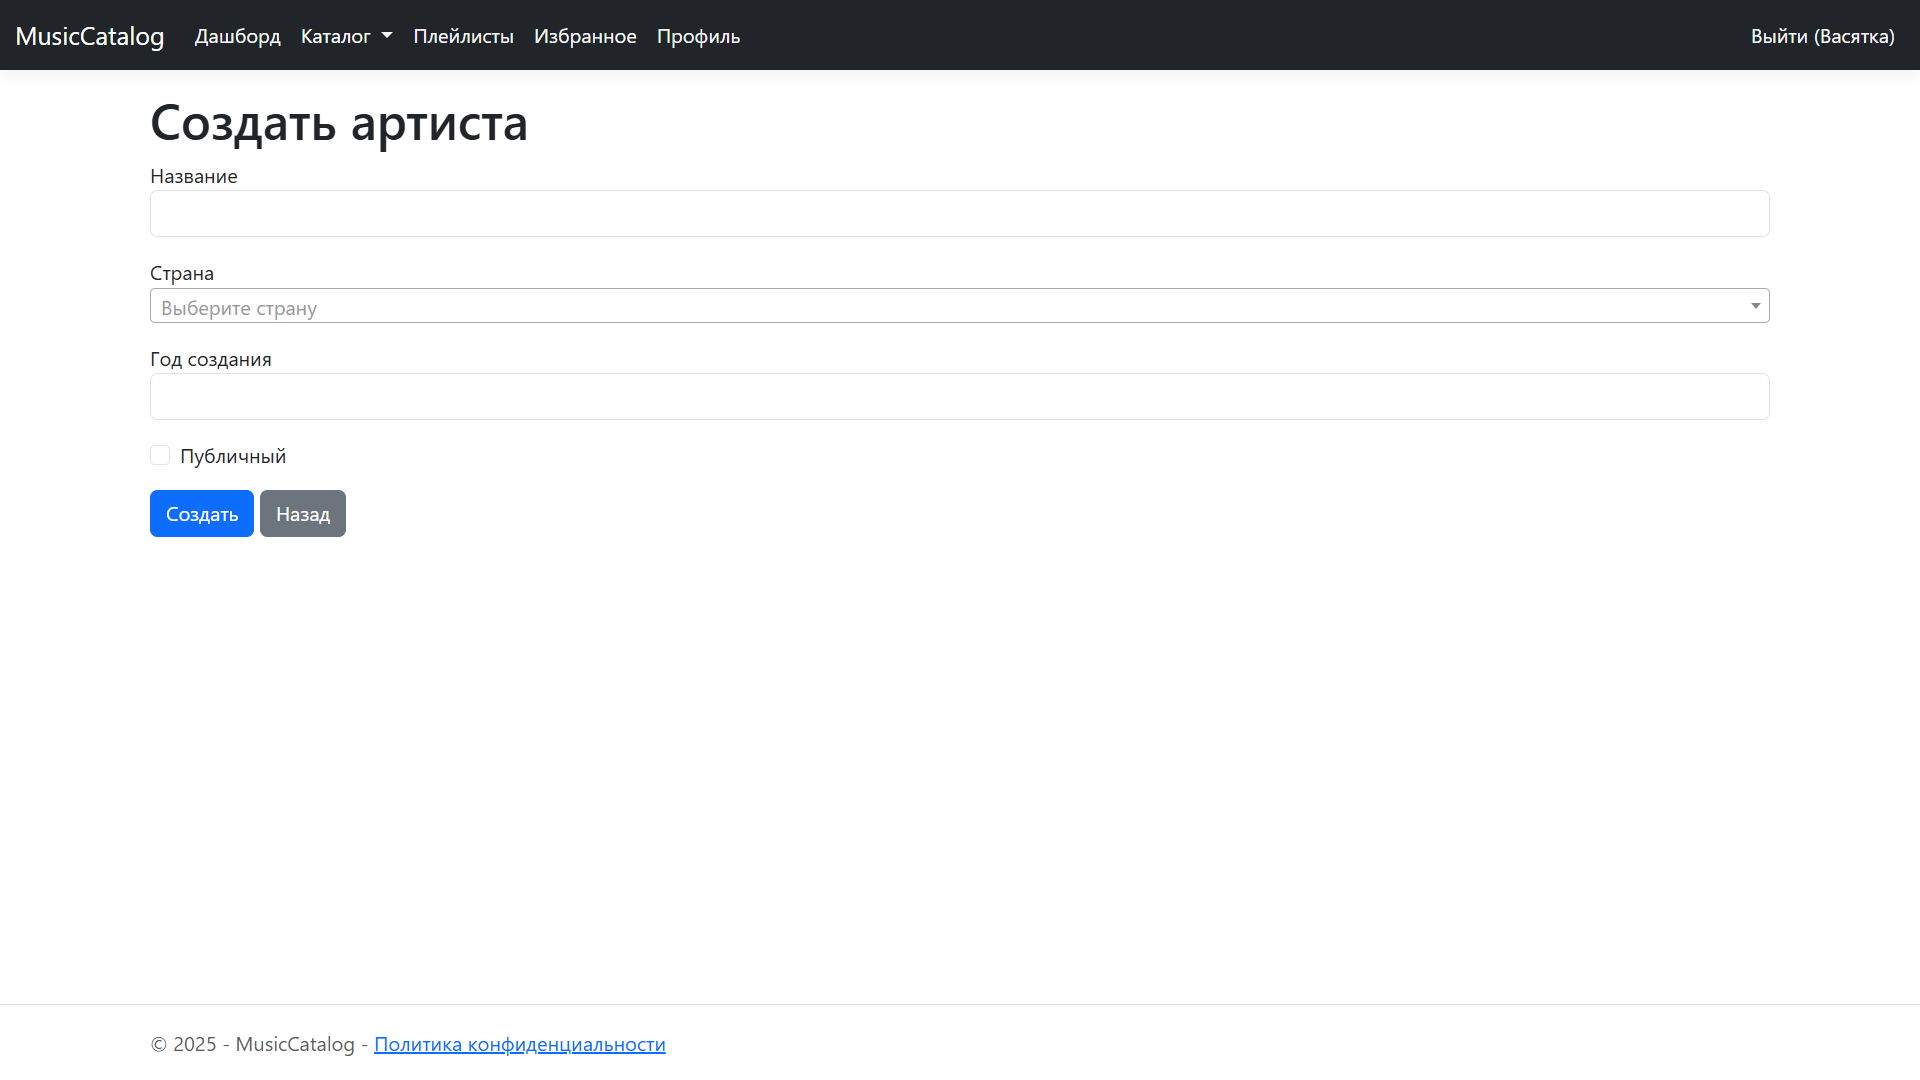 MusicCatalog Дашборд Каталог Плейлисты Избранное Профиль Выйти (Васятка)
Создать артиста
Название
Страна
Выберите страну
Год создания
Публичный
Создать Назад
© 2025 - MusicCatalog - Политика конфиденциальности